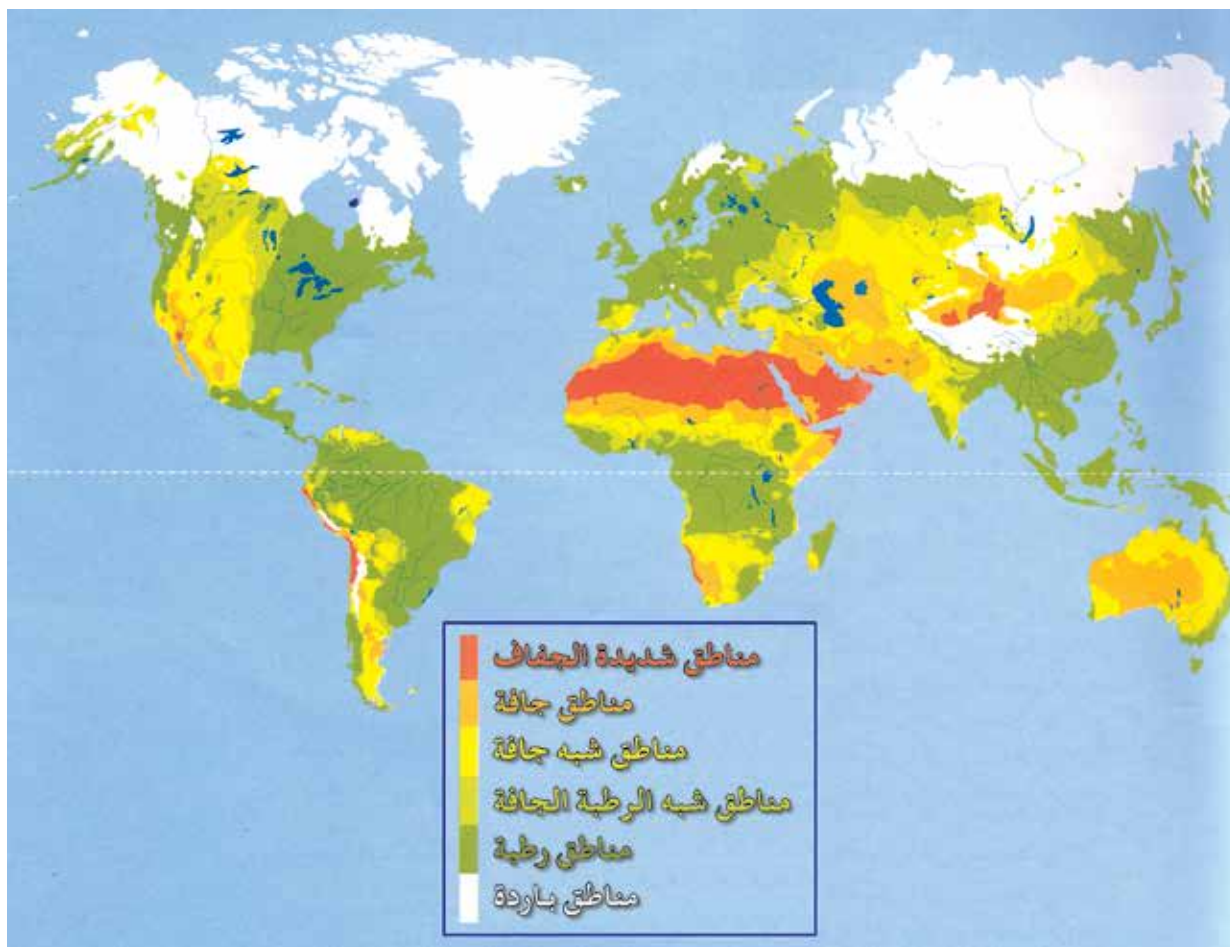 مناطق شديدة الجفاف
مناطق جافة
مناطق شبه جافة
مناطق شبه الرطبة الجافة
مناطق رطبة
مناطق باردة